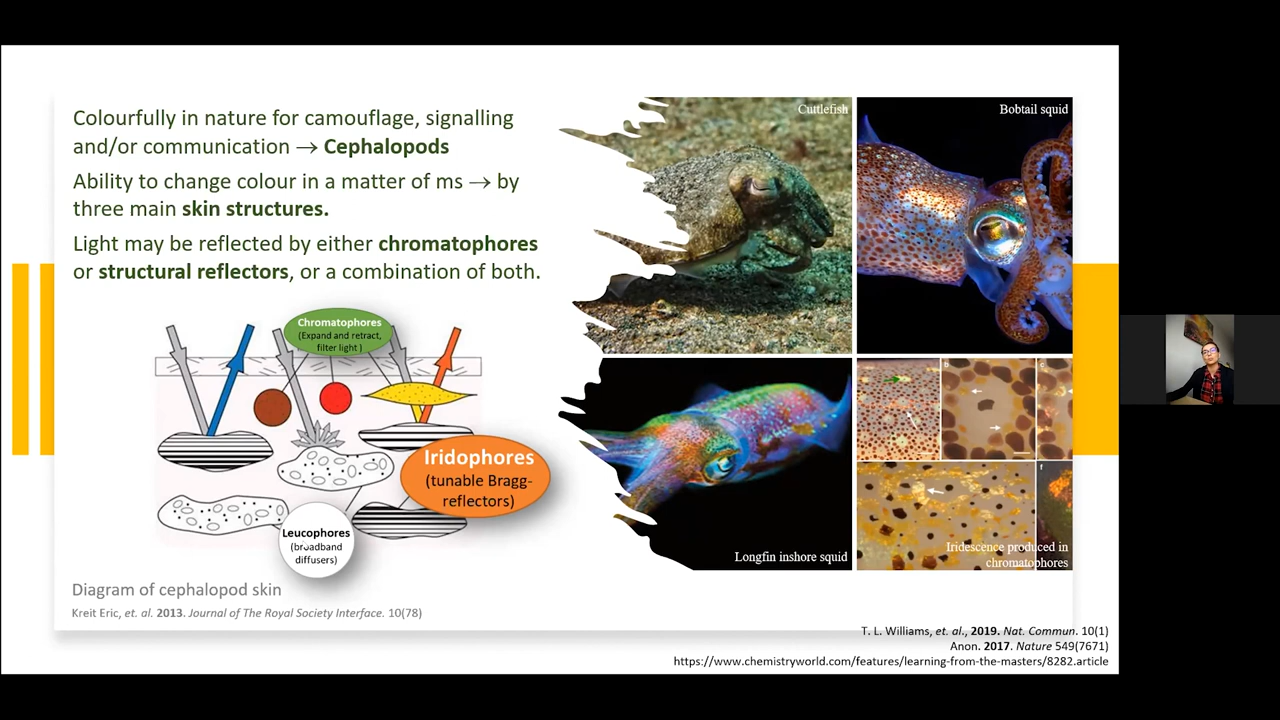 Colourfully in nature for camouflage, signalling
and/or communication → Cephalopods
Ability to change colour in a matter of ms → by
three main skin structures.
Light may be reflected by either chromatophores
or structural reflectors, or a combination of both.
Chromatophores
(Expand and retract,
filter light )
Iridophores
(tunable Bragg-
reflectors)
Leucophores
(broadband
diffusers)
Diagram of cephalopod skin
Kreit Eric, et. al. 2013. Journal of The Royal Society Interface. 10(78)
Cuttlefish
Bobtail squid
Longfin inshore squid
b
c
f
Iridescence produced in
chromatophores
T. L. Williams, et. al., 2019. Nat. Commun. 10(1)
Anon. 2017. Nature 549(7671)
https://www.chemistryworld.com/features/learning-from-the-masters/8282.article